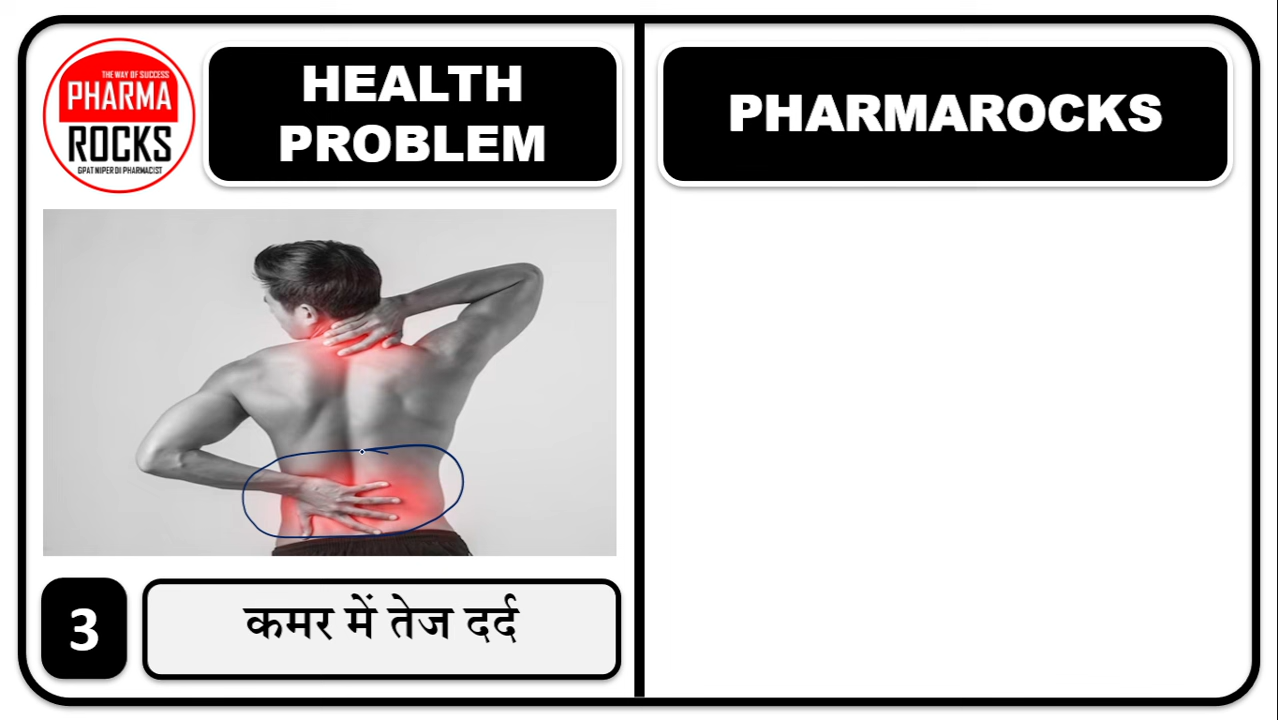 THE WAY OF SUCCESS
PHARMA
ROCKS
GPAT NIPER DI PHARMACIST
HEALTH
PROBLEM
PHARMAROCKS
3
कमर में तेज दर्द